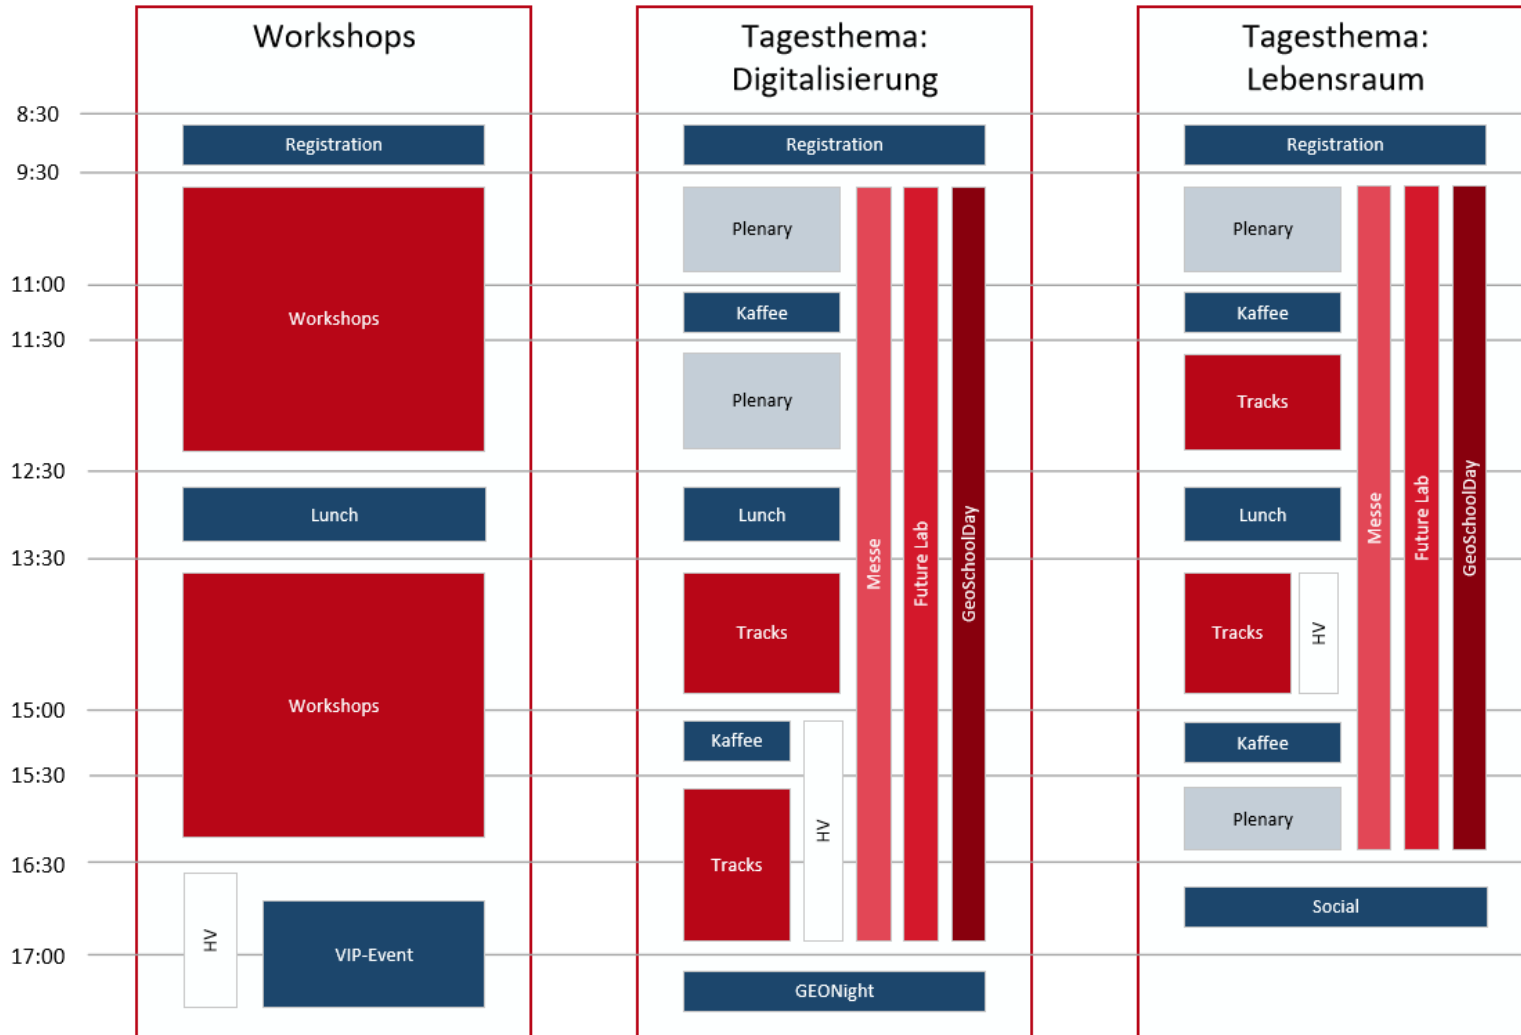 Workshops
Tagesthema:
Digitalisierung
Tagesthema:
Lebensraum
8:30
9:30
11:00
11:30
12:30
13:30
15:00
15:30
16:30
17:00
Registration
Workshops
Lunch
Workshops
HV
VIP-Event
Registration
Plenary
Kaffee
Plenary
Lunch
Tracks
Kaffee
Tracks
HV
Messe
Future Lab
GeoSchoolDay
GEONight
Registration
Plenary
Kaffee
Tracks
Lunch
Tracks
HV
Kaffee
Plenary
Messe
Future Lab
GeoSchoolDay
Social